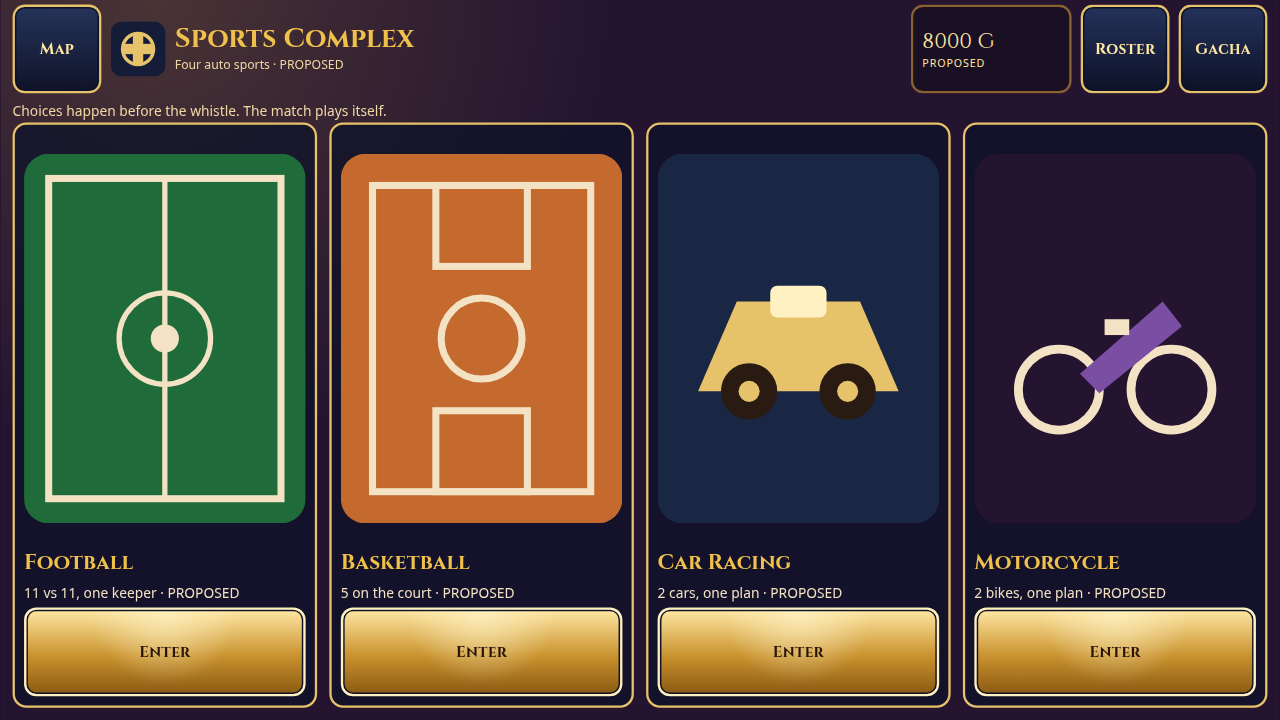 Map
Sports Complex
Four auto sports · PROPOSED
8000 G
PROPOSED
Roster
Gacha
Choices happen before the whistle. The match plays itself.
Football
11 vs 11, one keeper · PROPOSED
Enter
Basketball
5 on the court · PROPOSED
Enter
Car Racing
2 cars, one plan · PROPOSED
Enter
Motorcycle
2 bikes, one plan · PROPOSED
Enter